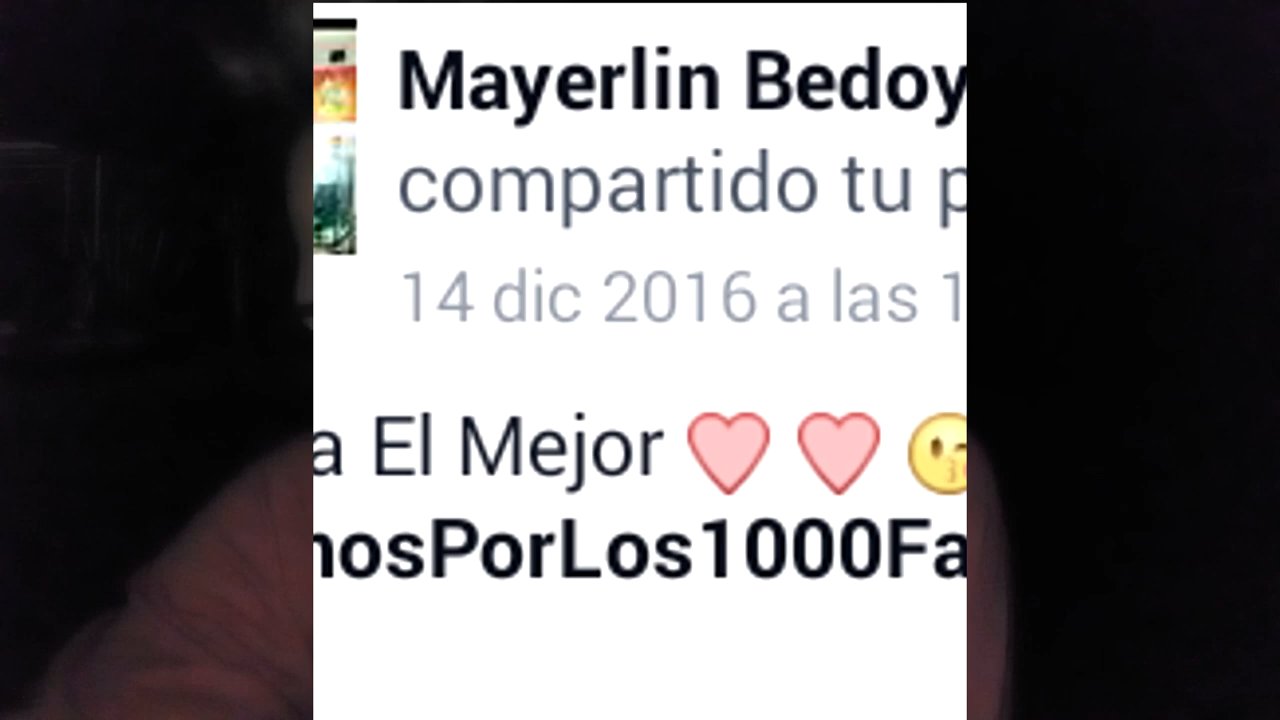 Mayerlin Bedoy
compartido tu p
14 dic 2016 a las 1
a El Mejor ♥ ♥ 😘
nosPorLos1000Fa